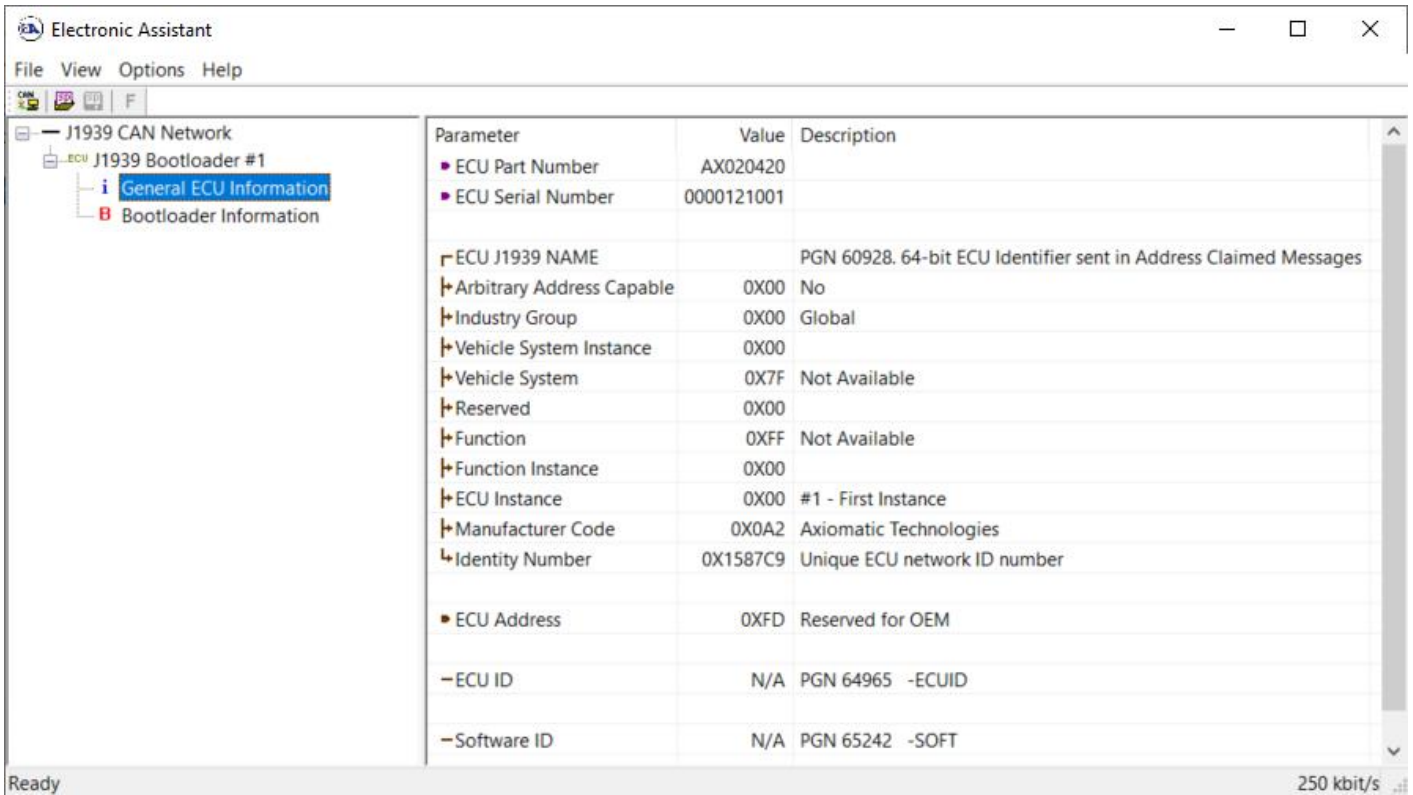 Electronic Assistant
File View Options Help
CAN F
J1939 CAN Network
ECU J1939 Bootloader #1
i General ECU Information
B Bootloader Information
Parameter Value Description
ECU Part Number AX020420
ECU Serial Number 0000121001
ECU J1939 NAME PGN 60928. 64-bit ECU Identifier sent in Address Claimed Messages
Arbitrary Address Capable 0X00 No
Industry Group 0X00 Global
Vehicle System Instance 0X00
Vehicle System 0X7F Not Available
Reserved 0X00
Function 0XFF Not Available
Function Instance 0X00
ECU Instance 0X00 #1 - First Instance
Manufacturer Code 0X0A2 Axiomatic Technologies
Identity Number 0X1587C9 Unique ECU network ID number
ECU Address 0XFD Reserved for OEM
ECU ID N/A PGN 64965 -ECUID
Software ID N/A PGN 65242 -SOFT
Ready 250 kbit/s